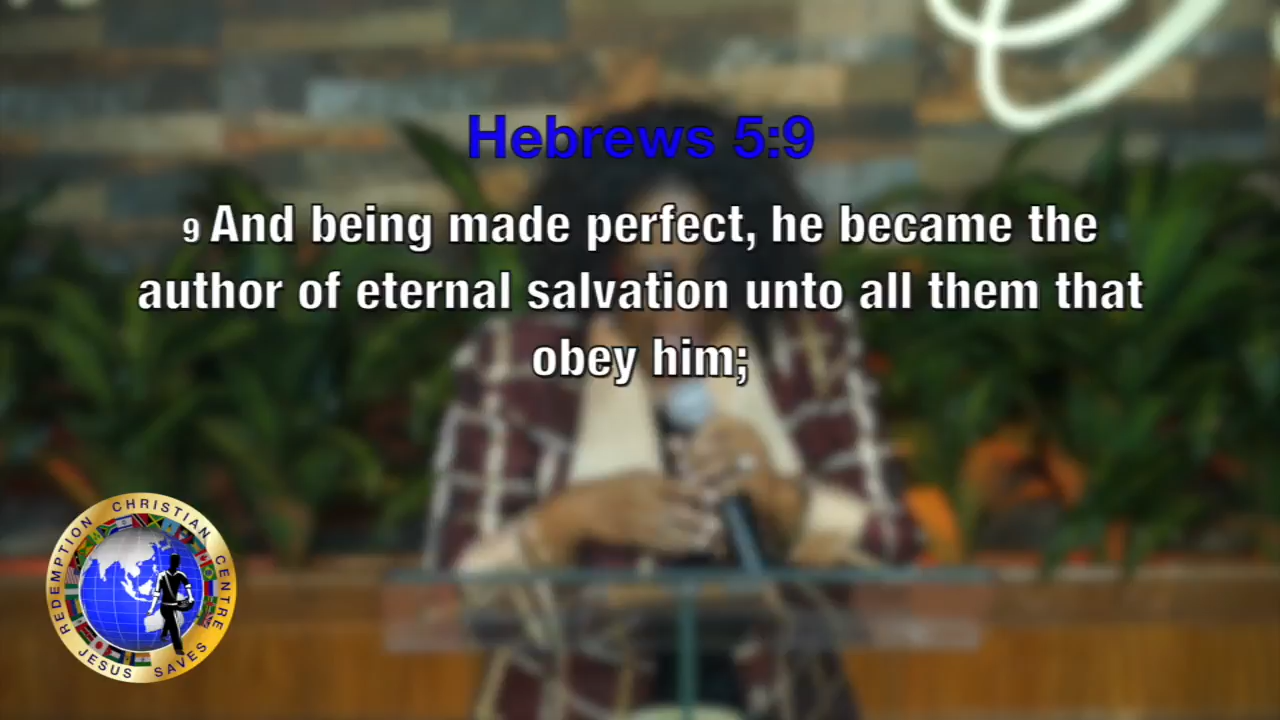 Hebrews 5:9
9 And being made perfect, he became the
author of eternal salvation unto all them that
obey him;
REDEMPTION CHRISTIAN CENTRE
JESUS SAVES